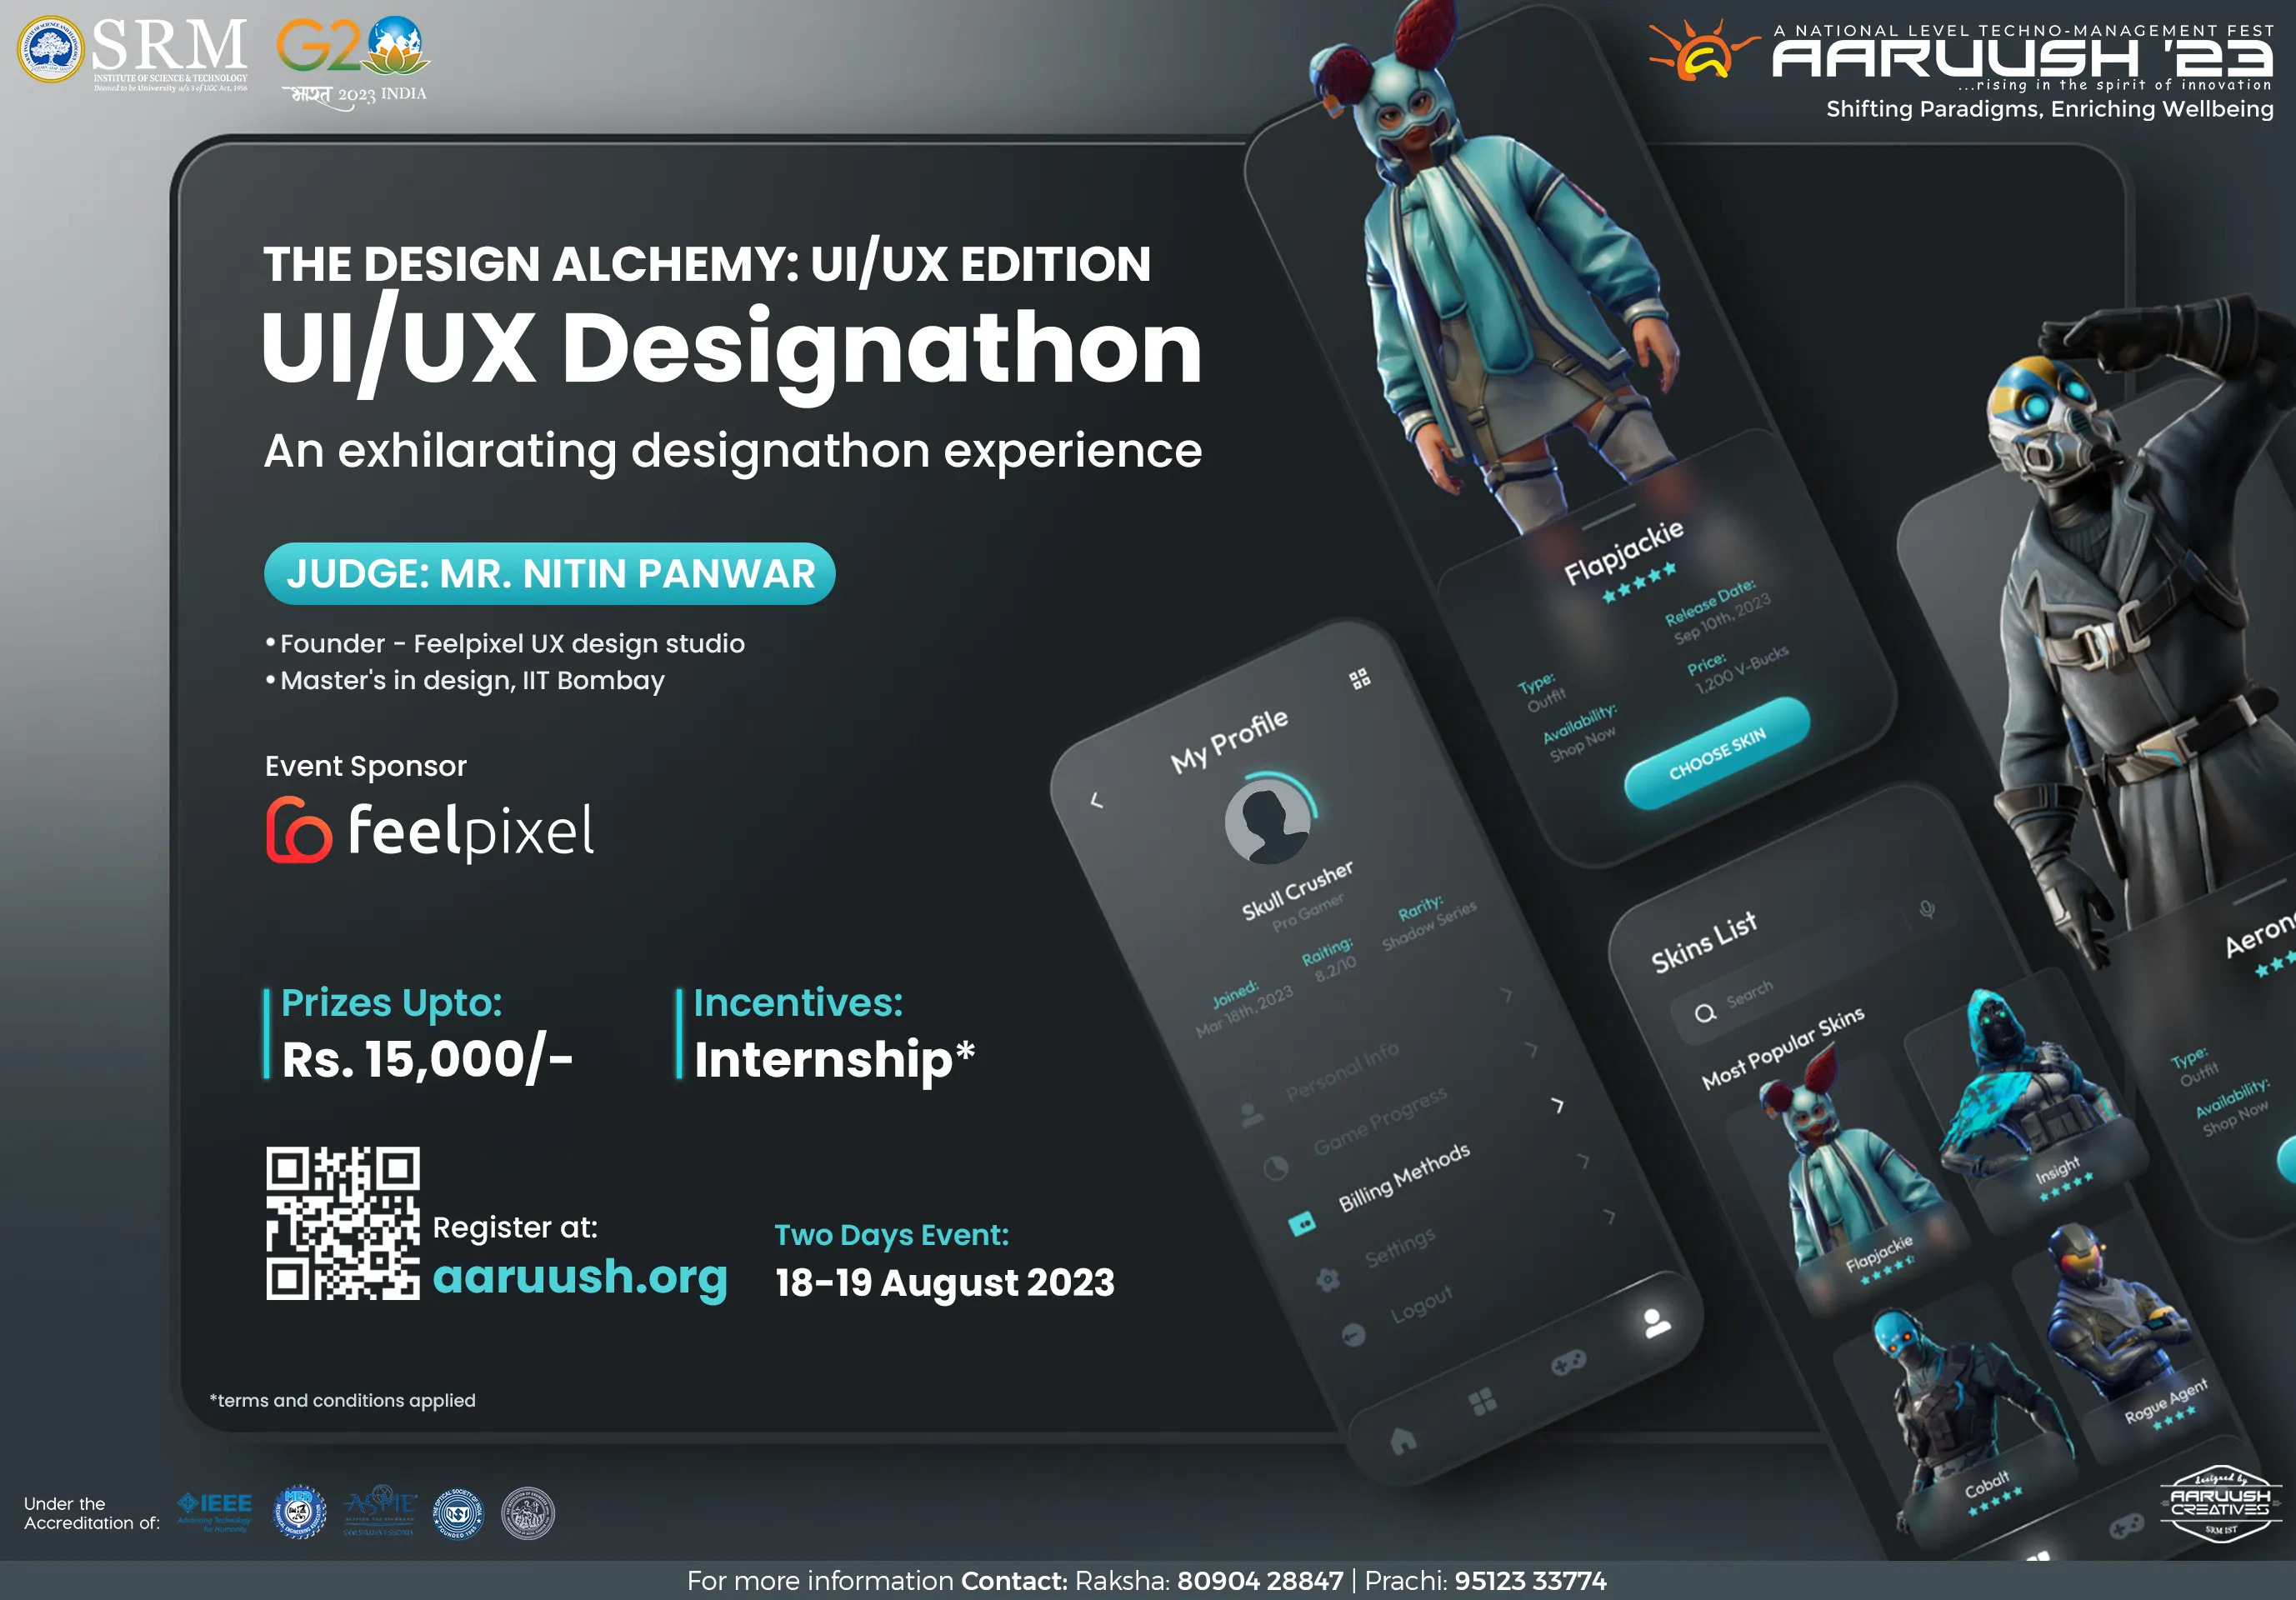 SRM
INSTITUTE OF SCIENCE & TECHNOLOGY
Deemed to be University u/s 3 of UGC Act, 1956
G20
भारत 2023 INDIA
A NATIONAL LEVEL TECHNO-MANAGEMENT FEST
AARUUSH '23
...rising in the spirit of innovation
Shifting Paradigms, Enriching Wellbeing
THE DESIGN ALCHEMY: UI/UX EDITION
UI/UX Designathon
An exhilarating designathon experience
JUDGE: MR. NITIN PANWAR
• Founder - Feelpixel UX design studio
• Master's in design, IIT Bombay
Event Sponsor
feelpixel
Prizes Upto:
Rs. 15,000/-
Incentives:
Internship*
Register at:
aaruush.org
Two Days Event:
18-19 August 2023
*terms and conditions applied
Flapjackie
Release Date:
Sep 10th, 2023
Type:
Outfit
Price:
1,200 V-Bucks
Availability:
Shop Now
CHOOSE SKIN
My Profile
Skull Crusher
Pro Gamer
Joined:
Mar 18th, 2023
Raiting:
8.2/10
Rarity:
Shadow Series
Personal Info
Game Progress
Billing Methods
Settings
Logout
Skins List
Search
Most Popular Skins
Flapjackie
Insight
Cobalt
Rogue Agent
Aeron
Type:
Outfit
Availability:
Shop Now
Under the
Accreditation of:
IEEE
Advancing Technology
for Humanity
MEA
ASME
THE OPTICAL SOCIETY OF INDIA
OSI
FOUNDED 1965
designed by
AARUUSH
CREATIVES
SRM IST
For more information Contact: Raksha: 80904 28847 | Prachi: 95123 33774